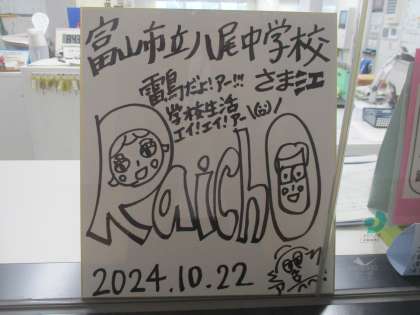 富山市立八尾中学校
さま江
雷鳥だよ!アー!!!
学校生活
エイ!エイ!アー
Raicho
2024.10.22